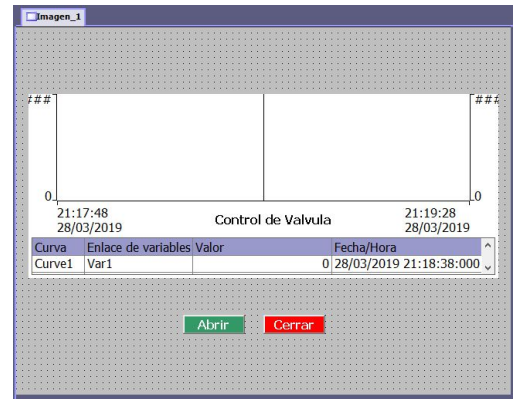 Imagen_1
### ###
0 0
21:17:48 21:19:28
28/03/2019 Control de Valvula 28/03/2019
Curva Enlace de variables Valor Fecha/Hora
Curve1 Var1 0 28/03/2019 21:18:38:000
Abrir Cerrar